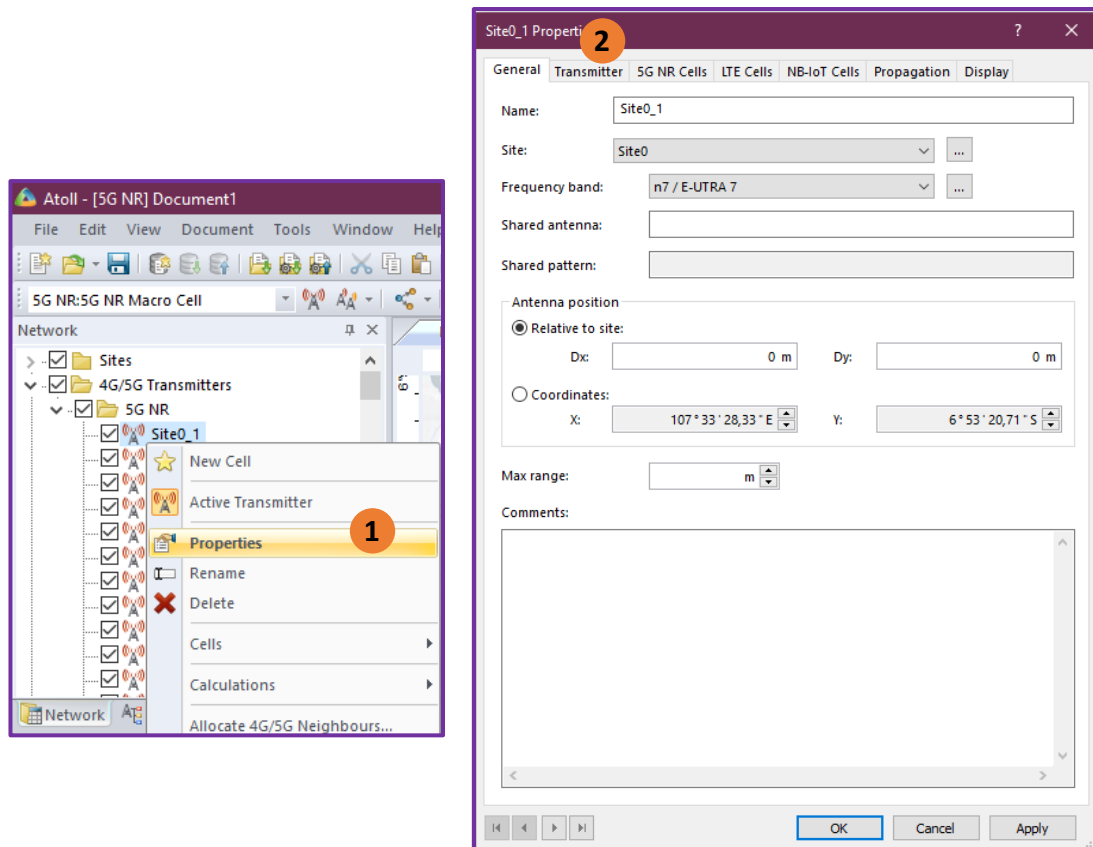 Atoll - [5G NR] Document1
File Edit View Document Tools Window Help
5G NR:5G NR Macro Cell
Network
Sites
4G/5G Transmitters
5G NR
Site0_1
New Cell
Active Transmitter
Properties
1
Rename
Delete
Cells
Calculations
Allocate 4G/5G Neighbours...
Network
Site0_1 Properti
2
? ×
General Transmitter 5G NR Cells LTE Cells NB-IoT Cells Propagation Display
Name: Site0_1
Site: Site0 ...
Frequency band: n7 / E-UTRA 7 ...
Shared antenna:
Shared pattern:
Antenna position
Relative to site:
Dx: 0 m Dy: 0 m
Coordinates:
X: 107°33'28,33"E Y: 6°53'20,71"S
Max range: m
Comments:
OK Cancel Apply